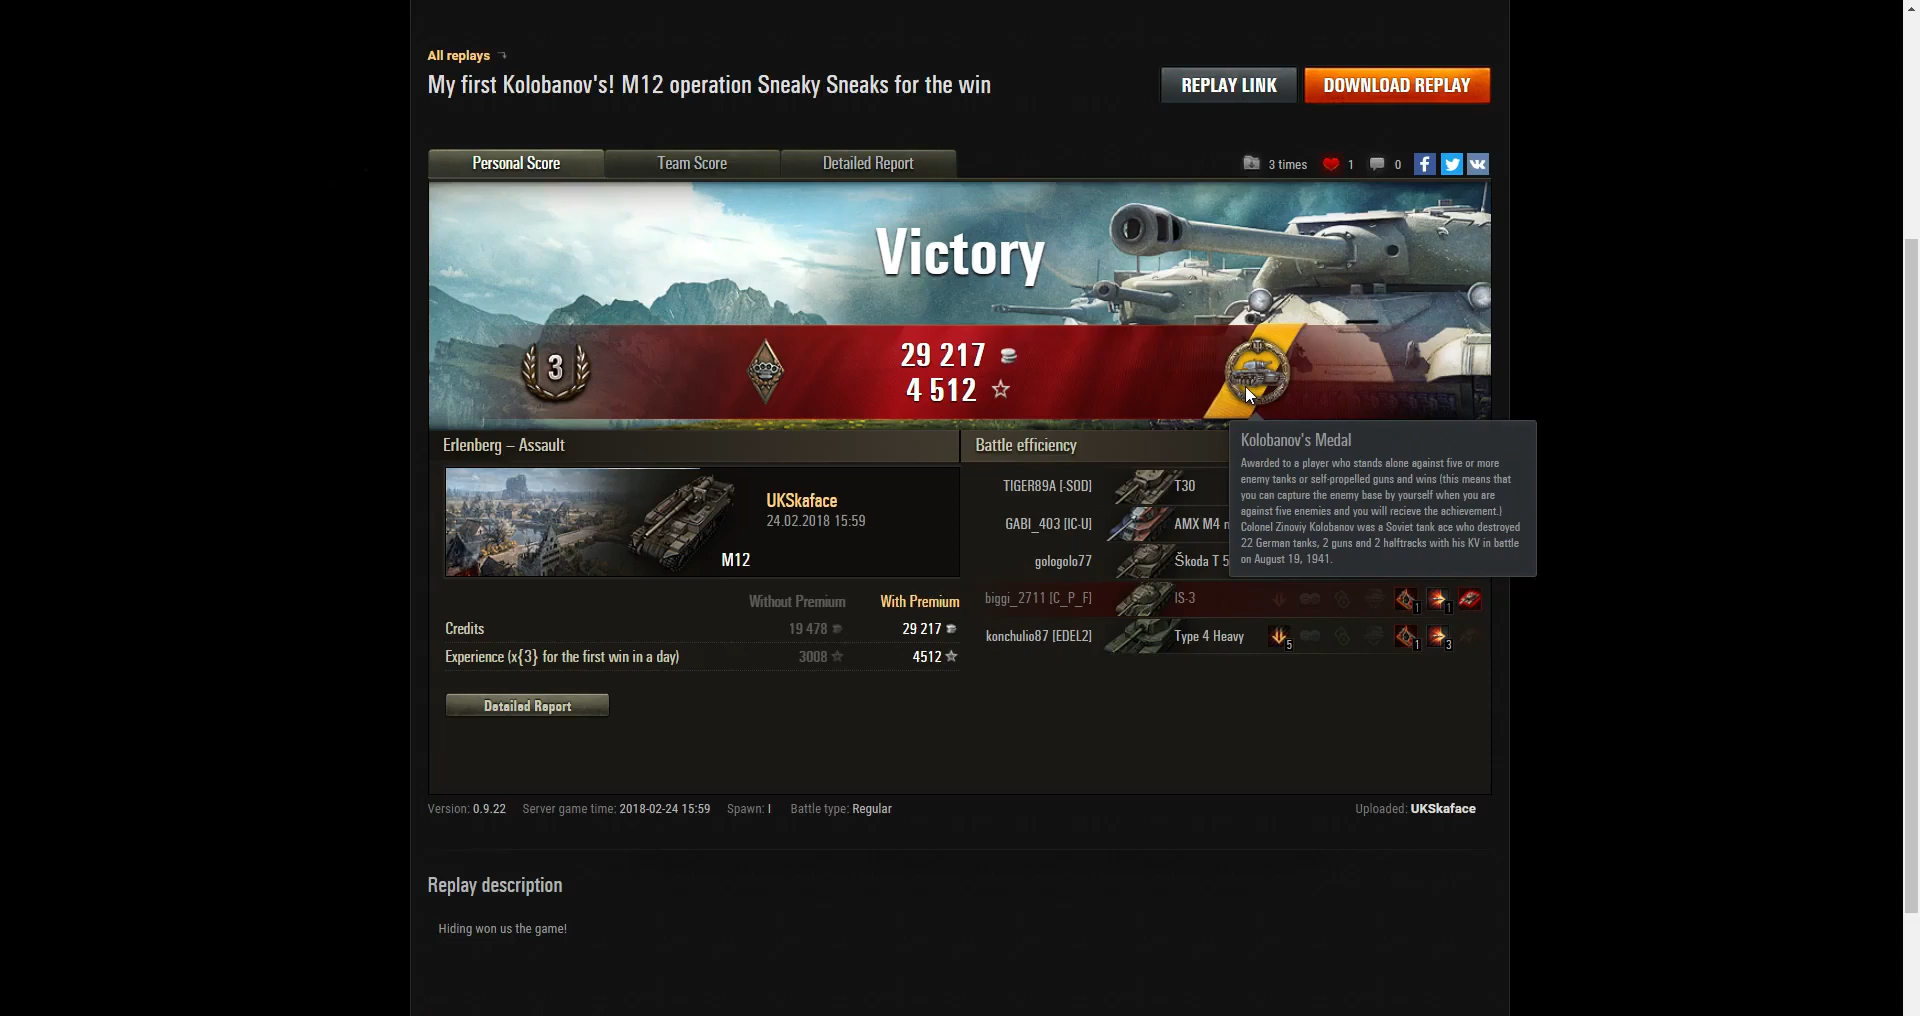 All replays
My first Kolobanov's! M12 operation Sneaky Sneaks for the win
REPLAY LINK
DOWNLOAD REPLAY
Personal Score
Team Score
Detailed Report
3 times
1
0
Victory
3
29 217
4 512
Erlenberg – Assault
Battle efficiency
UKSkaface
24.02.2018 15:59
M12
TIGER89A [-SOD]
T30
GABI_403 [IC-U]
AMX M4
gologolo77
Škoda T
biggi_2711 [C_P_F]
IS-3
1
1
konchulio87 [EDEL2]
Type 4 Heavy
5
1
3
Kolobanov's Medal
Awarded to a player who stands alone against five or more
enemy tanks or self-propelled guns and wins (this means that
you can capture the enemy base by yourself when you are
against five enemies and you will recieve the achievement.)
Colonel Zinoviy Kolobanov was a Soviet tank ace who destroyed
22 German tanks, 2 guns and 2 halftracks with his KV in battle
on August 19, 1941.
Without Premium
With Premium
Credits
19 478
29 217
Experience (x{3} for the first win in a day)
3008
4512
Detailed Report
Version: 0.9.22
Server game time: 2018-02-24 15:59
Spawn: I
Battle type: Regular
Uploaded: UKSkaface
Replay description
Hiding won us the game!